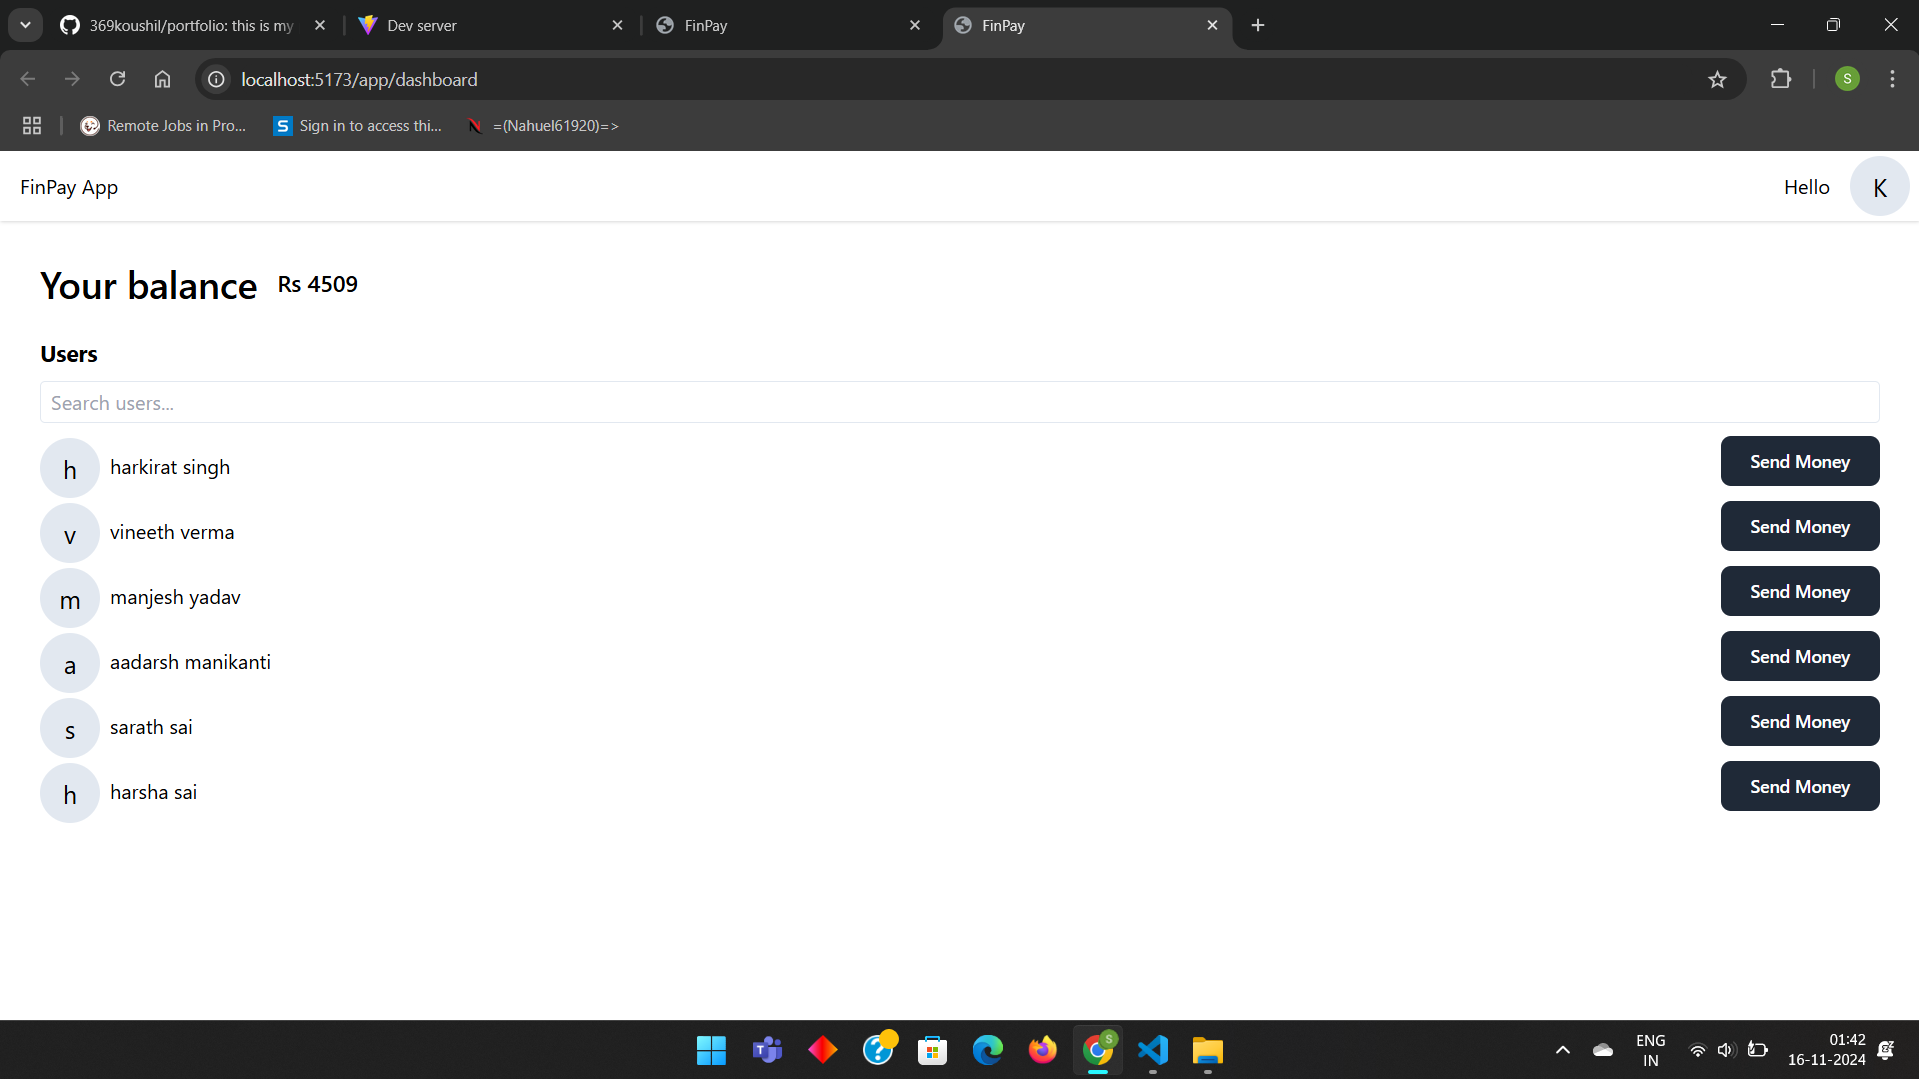 369koushil/portfolio: this is my
Dev server
FinPay
FinPay
localhost:5173/app/dashboard
S
Remote Jobs in Pro...
S
Sign in to access thi...
N
=(Nahuel61920)=>
FinPay App
Hello
K
Your balance Rs 4509
Users
Search users...
h harkirat singh Send Money
v vineeth verma Send Money
m manjesh yadav Send Money
a aadarsh manikanti Send Money
s sarath sai Send Money
h harsha sai Send Money
T
?
S
ENG
IN
01:42
16-11-2024